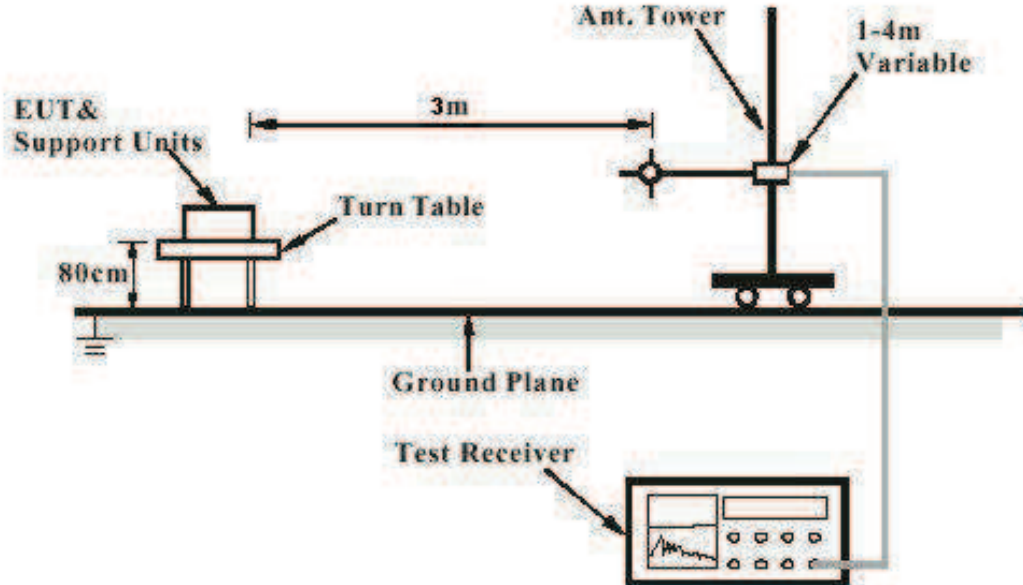 Ant. Tower
1-4m
Variable
3m
EUT&
Support Units
Turn Table
80cm
Ground Plane
Test Receiver